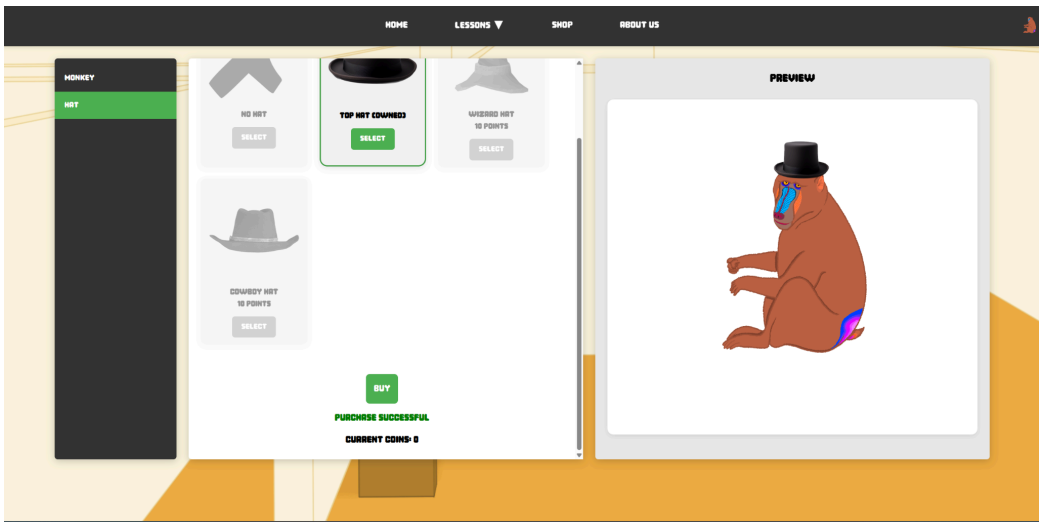 HOME
LESSONS ▼
SHOP
ABOUT US
MONKEY
HAT
NO HAT
SELECT
TOP HAT (OWNED)
SELECT
WIZARD HAT
10 POINTS
SELECT
COWBOY HAT
10 POINTS
SELECT
BUY
PURCHASE SUCCESSFUL
CURRENT COINS: 0
PREVIEW